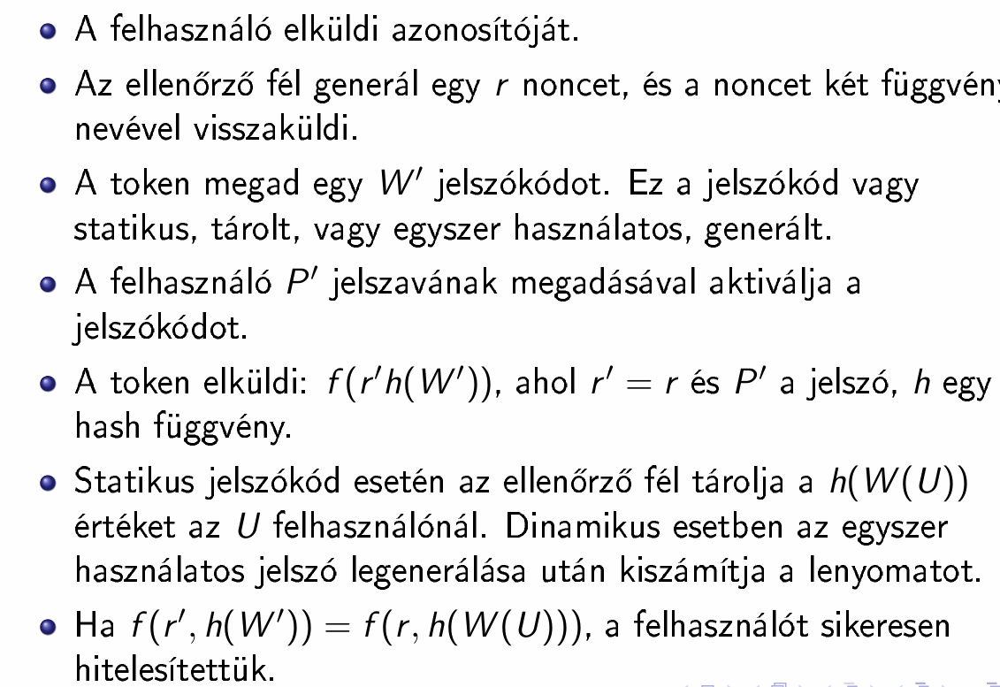 A felhasználó elküldi azonosítóját.
Az ellenőrző fél generál egy r noncet, és a noncet két függvény
nevével visszaküldi.
A token megad egy W′ jelszókódot. Ez a jelszókód vagy
statikus, tárolt, vagy egyszer használatos, generált.
A felhasználó P′ jelszavának megadásával aktiválja a
jelszókódot.
A token elküldi: f(r′h(W′)), ahol r′ = r és P′ a jelszó, h egy
hash függvény.
Statikus jelszókód esetén az ellenőrző fél tárolja a h(W(U))
értéket az U felhasználónál. Dinamikus esetben az egyszer
használatos jelszó legenerálása után kiszámítja a lenyomatot.
Ha f(r′, h(W′)) = f(r, h(W(U))), a felhasználót sikeresen
hitelesítettük.